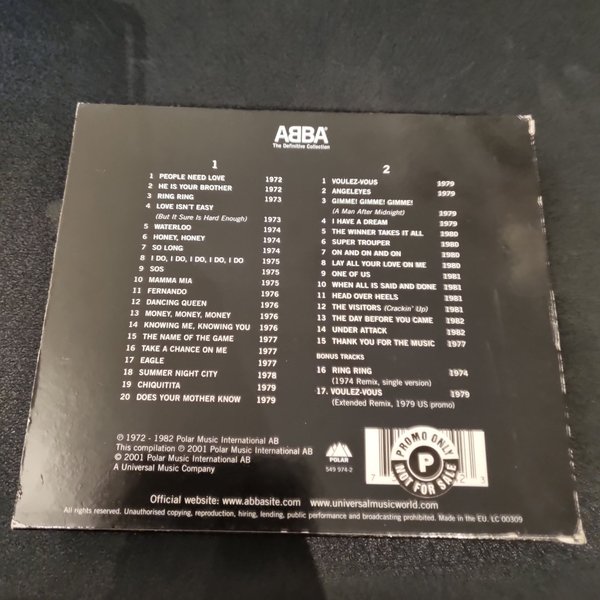 ABBA
The Definitive Collection
1
1 PEOPLE NEED LOVE 1972
2 HE IS YOUR BROTHER 1972
3 RING RING 1973
4 LOVE ISN'T EASY
(But It Sure Is Hard Enough) 1973
5 WATERLOO 1974
6 HONEY, HONEY 1974
7 SO LONG 1974
8 I DO, I DO, I DO, I DO, I DO 1975
9 SOS 1975
10 MAMMA MIA 1975
11 FERNANDO 1976
12 DANCING QUEEN 1976
13 MONEY, MONEY, MONEY 1976
14 KNOWING ME, KNOWING YOU 1976
15 THE NAME OF THE GAME 1977
16 TAKE A CHANCE ON ME 1977
17 EAGLE 1977
18 SUMMER NIGHT CITY 1978
19 CHIQUITITA 1979
20 DOES YOUR MOTHER KNOW 1979
2
1 VOULEZ-VOUS 1979
2 ANGELEYES 1979
3 GIMME! GIMME! GIMME!
(A Man After Midnight) 1979
4 I HAVE A DREAM 1979
5 THE WINNER TAKES IT ALL 1980
6 SUPER TROUPER 1980
7 ON AND ON AND ON 1980
8 LAY ALL YOUR LOVE ON ME 1980
9 ONE OF US 1981
10 WHEN ALL IS SAID AND DONE 1981
11 HEAD OVER HEELS 1981
12 THE VISITORS (Crackin' Up) 1981
13 THE DAY BEFORE YOU CAME 1982
14 UNDER ATTACK 1982
15 THANK YOU FOR THE MUSIC 1977
BONUS TRACKS
16 RING RING 1974
(1974 Remix, single version)
17. VOULEZ-VOUS 1979
(Extended Remix, 1979 US promo)
℗ 1972 - 1982 Polar Music International AB
This compilation ℗ 2001 Polar Music International AB
© 2001 Polar Music International AB
A Universal Music Company
POLAR
549 974-2
PROMO ONLY
P
NOT FOR SALE
7 2 3
Official website: www.abbasite.com www.universalmusicworld.com
All rights reserved. Unauthorised copying, reproduction, hiring, lending, public performance and broadcasting prohibited. Made in the EU. LC 00309